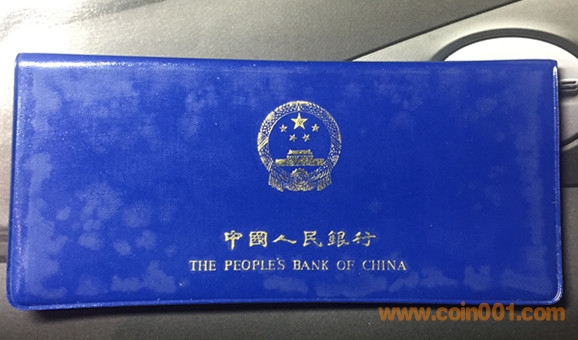 中國人民銀行
THE PEOPLE'S BANK OF CHINA
www.coin001.com